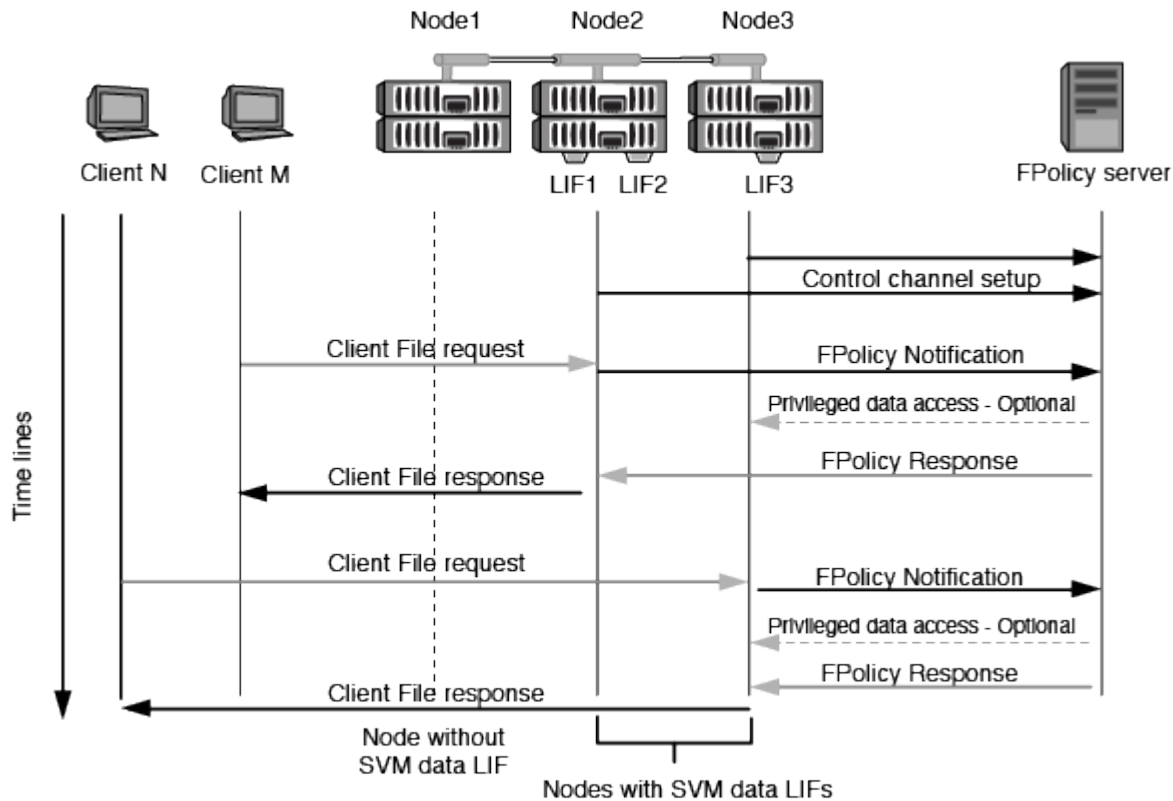 Node1 Node2 Node3
Client N Client M LIF1 LIF2 LIF3 FPolicy server
Control channel setup
Client File request FPolicy Notification
Privileged data access - Optional
FPolicy Response
Client File response
Time lines
Client File request FPolicy Notification
Privileged data access - Optional
FPolicy Response
Client File response
Node without
SVM data LIF
Nodes with SVM data LIFs